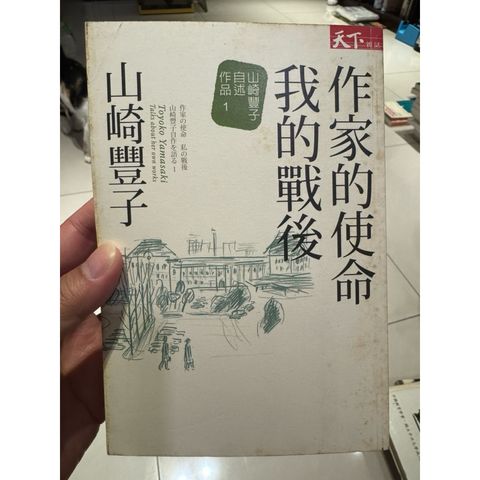 天下雜誌
作家的使命
我的戰後
山崎豐子
自述
作品1
作家の使命 私の戦後
山崎豊子自作を語る1
Toyoko Yamasaki
Talks about her own works
山崎豐子